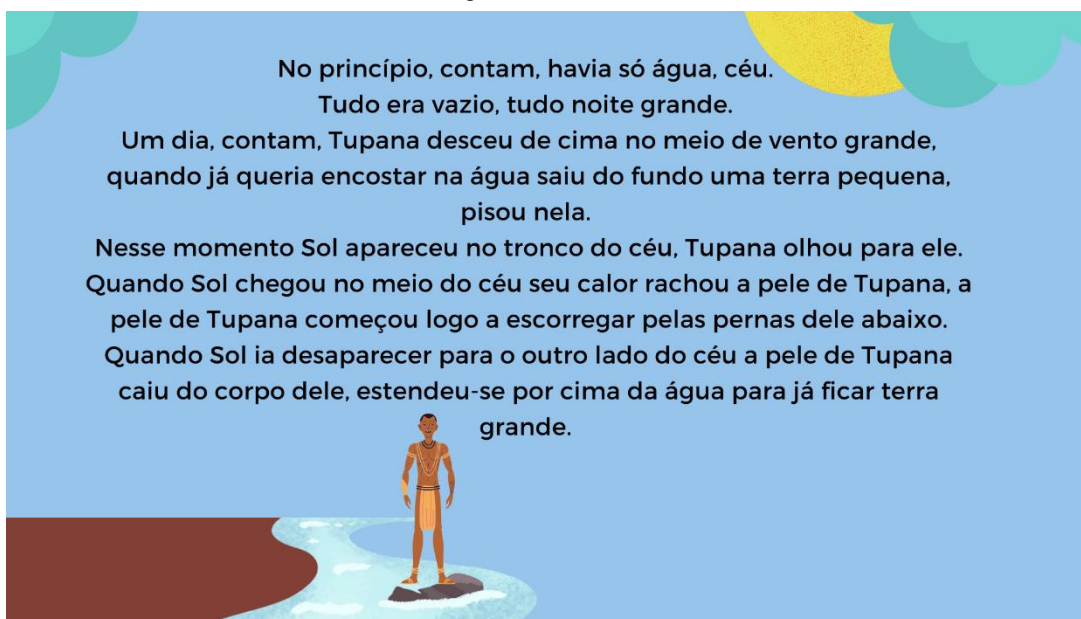 No princípio, contam, havia só água, céu.
Tudo era vazio, tudo noite grande.
Um dia, contam, Tupana desceu de cima no meio de vento grande,
quando já queria encostar na água saiu do fundo uma terra pequena,
pisou nela.
Nesse momento Sol apareceu no tronco do céu, Tupana olhou para ele.
Quando Sol chegou no meio do céu seu calor rachou a pele de Tupana, a
pele de Tupana começou logo a escorregar pelas pernas dele abaixo.
Quando Sol ia desaparecer para o outro lado do céu a pele de Tupana
caiu do corpo dele, estendeu-se por cima da água para já ficar terra
grande.